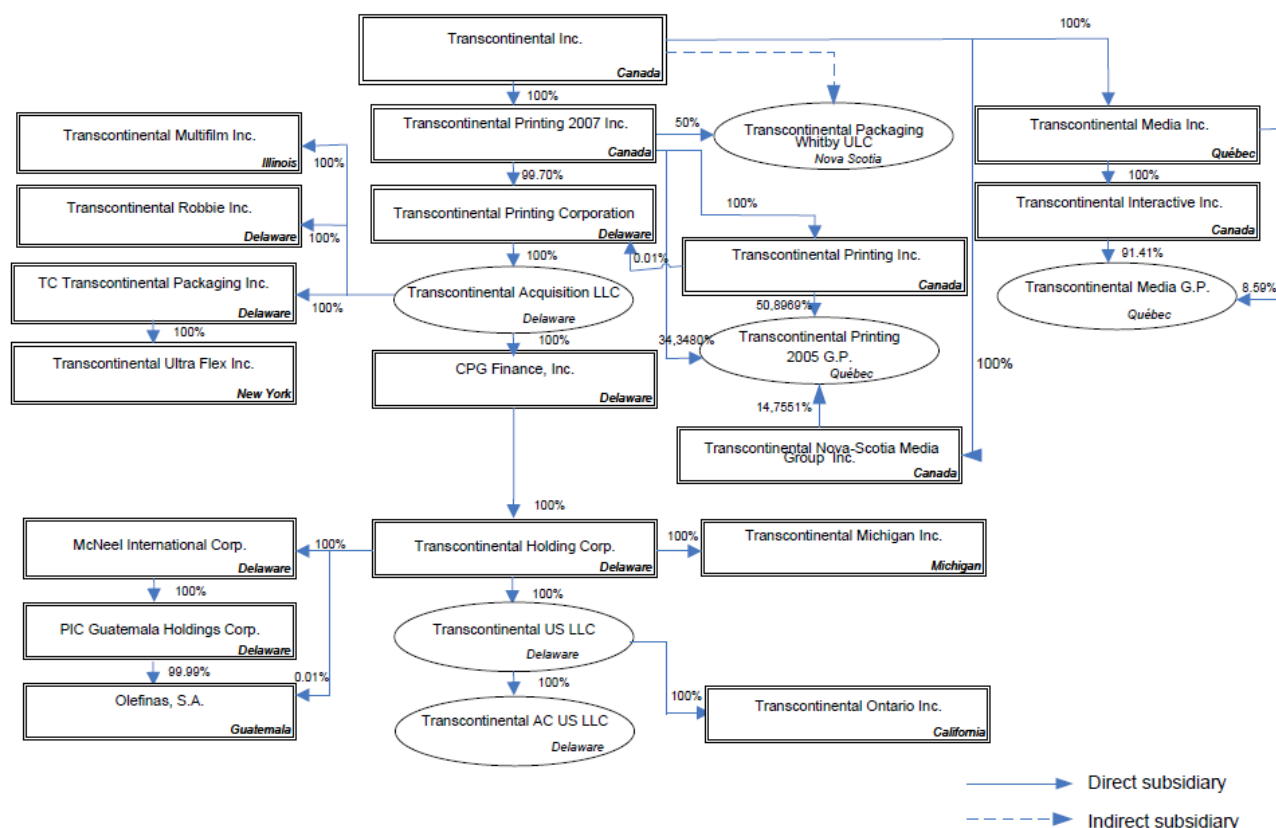 Transcontinental Inc.
Canada
100%
100%
100%
Transcontinental Printing 2007 Inc.
Canada
50%
Transcontinental Packaging
Whitby ULC
Nova Scotia
Transcontinental Media Inc.
Québec
Transcontinental Multifilm Inc.
Illinois
100%
99.70%
100%
100%
Transcontinental Robbie Inc.
Delaware
100%
Transcontinental Printing Corporation
Delaware
Transcontinental Interactive Inc.
Canada
0.01%
Transcontinental Printing Inc.
Canada
100%
91.41%
TC Transcontinental Packaging Inc.
Delaware
100%
Transcontinental Acquisition LLC
Delaware
Transcontinental Media G.P.
Québec
8.59%
50,8969%
100%
100%
34,3480%
Transcontinental Printing
2005 G.P.
Québec
Transcontinental Ultra Flex Inc.
New York
CPG Finance, Inc.
Delaware
100%
14,7551%
Transcontinental Nova-Scotia Media
Group Inc.
Canada
100%
McNeel International Corp.
Delaware
100%
Transcontinental Holding Corp.
Delaware
100%
Transcontinental Michigan Inc.
Michigan
100%
100%
PIC Guatemala Holdings Corp.
Delaware
Transcontinental US LLC
Delaware
99.99%
0.01%
100%
100%
Olefinas, S.A.
Guatemala
Transcontinental AC US LLC
Delaware
Transcontinental Ontario Inc.
California
Direct subsidiary
Indirect subsidiary